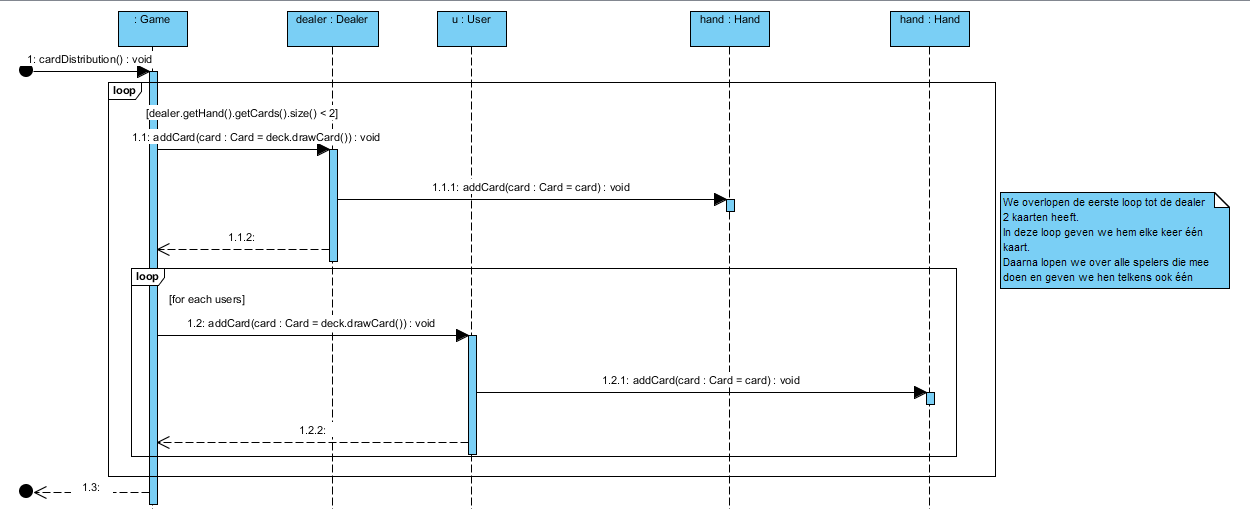 : Game
dealer : Dealer
u : User
hand : Hand
hand : Hand
1: cardDistribution() : void
loop
[dealer.getHand().getCards().size() < 2]
1.1: addCard(card : Card = deck.drawCard()) : void
1.1.1: addCard(card : Card = card) : void
We overlopen de eerste loop tot de dealer
2 kaarten heeft.
In deze loop geven we hem elke keer één
kaart.
Daarna lopen we over alle spelers die mee
doen en geven we hen telkens ook één
1.1.2:
loop
[for each users]
1.2: addCard(card : Card = deck.drawCard()) : void
1.2.1: addCard(card : Card = card) : void
1.2.2:
1.3: